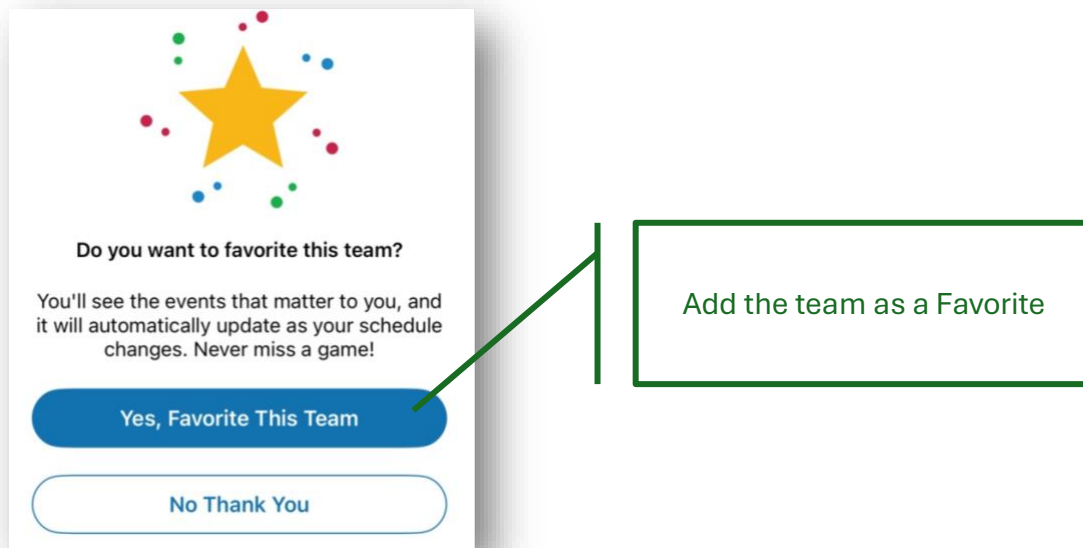 Do you want to favorite this team?
You'll see the events that matter to you, and
it will automatically update as your schedule
changes. Never miss a game!
Yes, Favorite This Team
No Thank You
Add the team as a Favorite